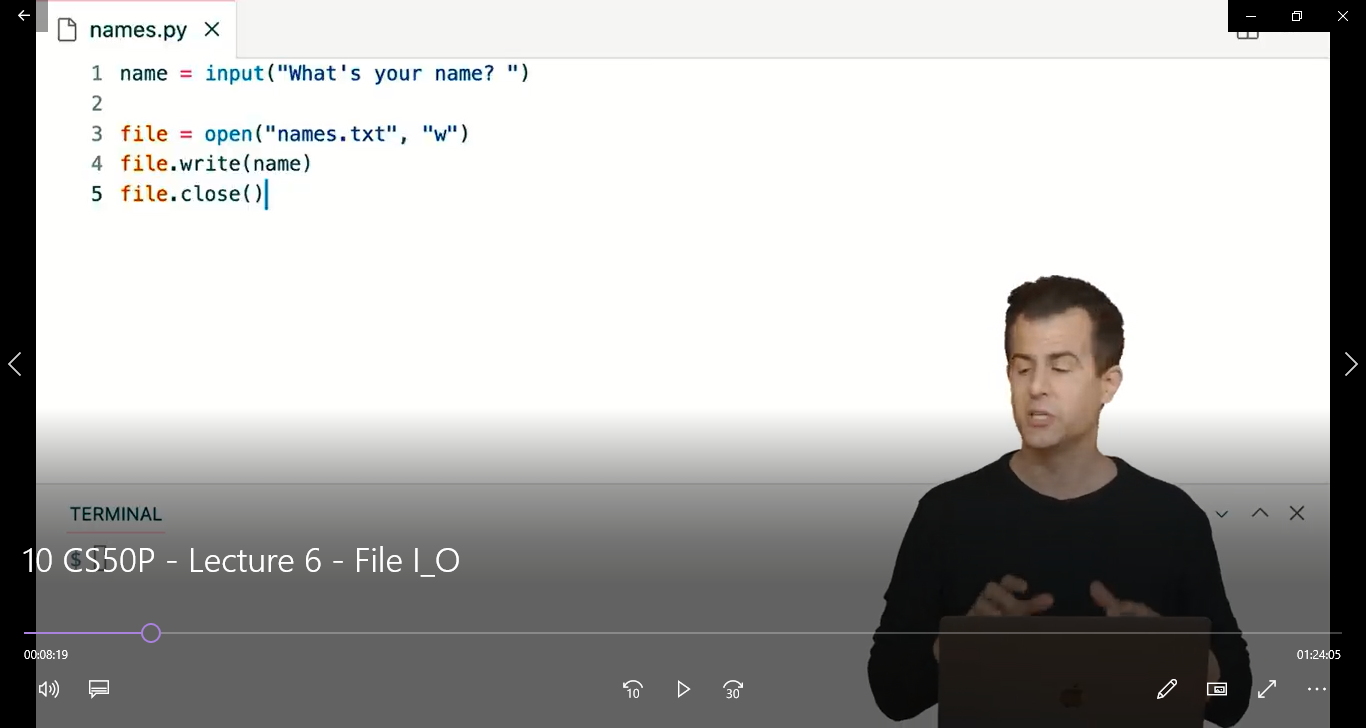 names.py
1 name = input("What's your name? ")
2
3 file = open("names.txt", "w")
4 file.write(name)
5 file.close()
TERMINAL
$
10 CS50P - Lecture 6 - File I_O
00:08:19
01:24:05
10
30